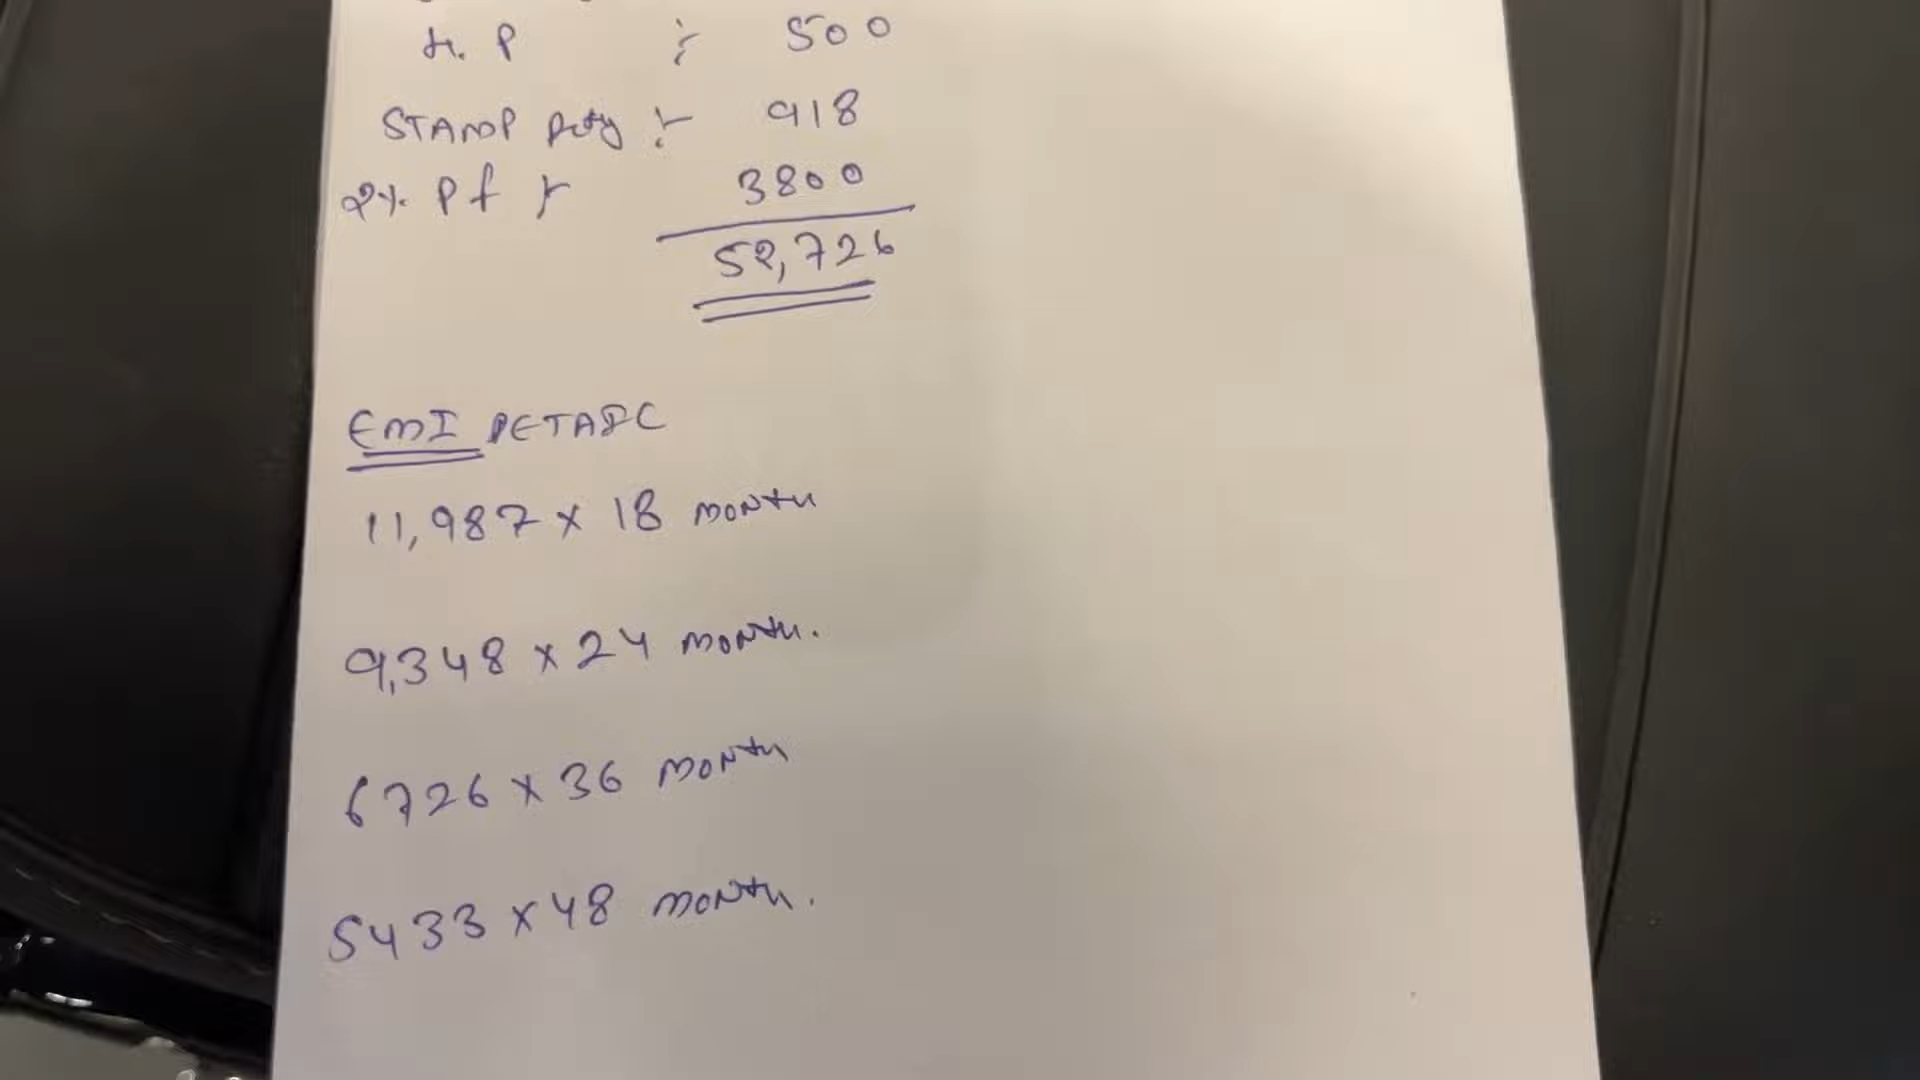 H. P :- 500
STAMP Duty :- 918
2% Pf :- 3800
52,726
EMI DETAIL
11,987 x 18 MONTH
9,348 x 24 MONTH.
6726 x 36 MONTH
5433 x 48 MONTH.